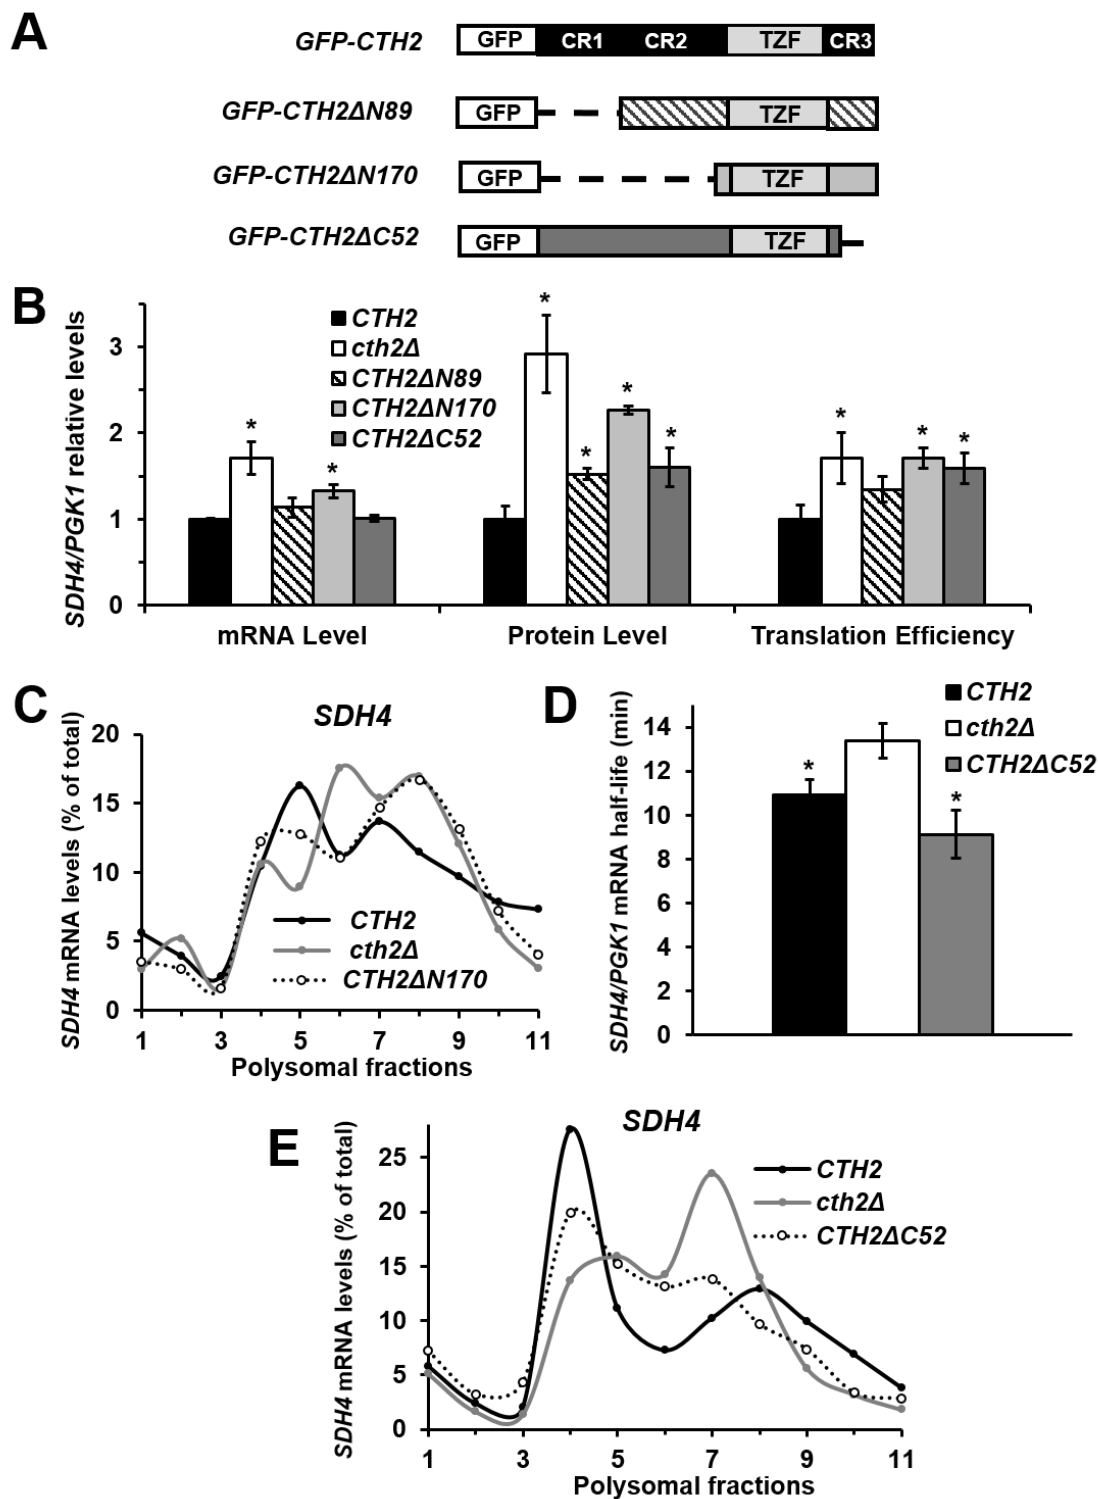 A
GFP-CTH2
GFP CR1 CR2 TZF CR3
GFP-CTH2ΔN89
GFP TZF
GFP-CTH2ΔN170
GFP TZF
GFP-CTH2ΔC52
GFP TZF
B
SDH4/PGK1 relative levels
3
2
1
0
CTH2
cth2Δ
CTH2ΔN89
CTH2ΔN170
CTH2ΔC52
* * * * * * * * *
mRNA Level Protein Level Translation Efficiency
C
SDH4
SDH4 mRNA levels (% of total)
20
15
10
5
0
CTH2
cth2Δ
CTH2ΔN170
1 3 5 7 9 11
Polysomal fractions
D
SDH4/PGK1 mRNA half-life (min)
14
12
10
8
6
4
2
0
CTH2
cth2Δ
CTH2ΔC52
* *
E
SDH4
SDH4 mRNA levels (% of total)
25
20
15
10
5
0
CTH2
cth2Δ
CTH2ΔC52
1 3 5 7 9 11
Polysomal fractions